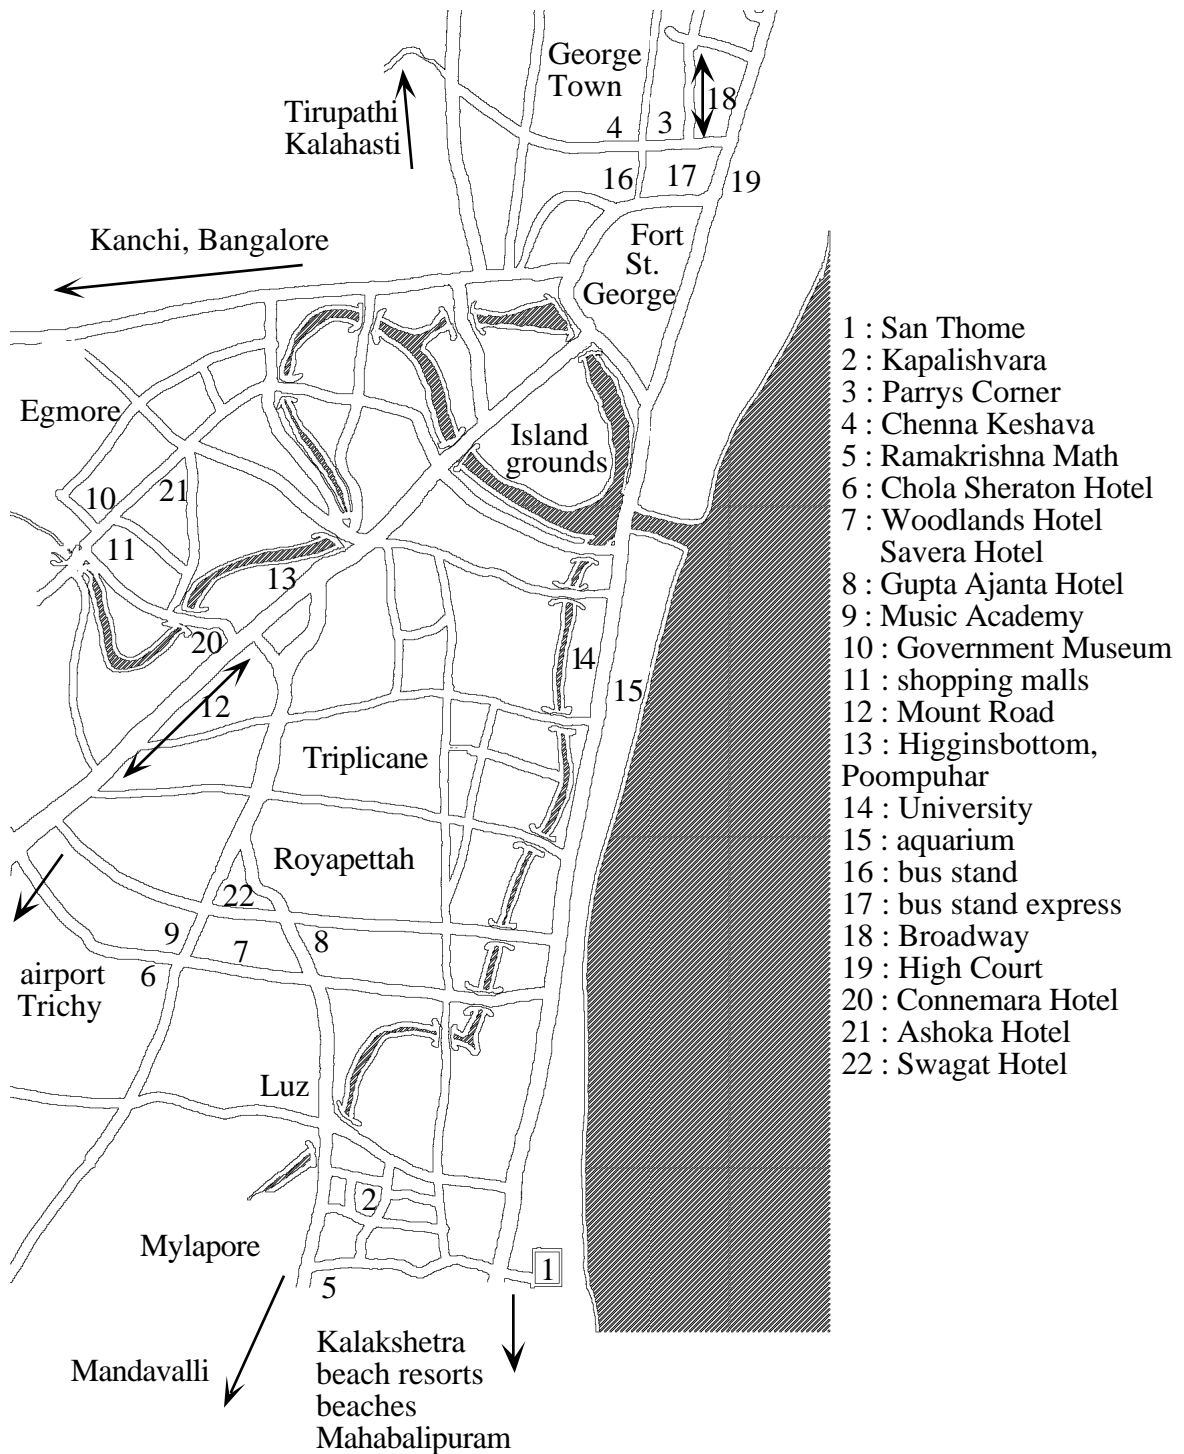 George
Town
18
Tirupathi
Kalahasti
4
3
16
17
19
Kanchi, Bangalore
Fort
St.
George
Egmore
Island
grounds
10
21
11
13
20
14
12
15
Triplicane
Royapettah
22
9
7
8
6
airport
Trichy
Luz
2
Mylapore
1
5
Mandavalli
Kalakshetra
beach resorts
beaches
Mahabalipuram
1 : San Thome
2 : Kapalishvara
3 : Parrys Corner
4 : Chenna Keshava
5 : Ramakrishna Math
6 : Chola Sheraton Hotel
7 : Woodlands Hotel
Savera Hotel
8 : Gupta Ajanta Hotel
9 : Music Academy
10 : Government Museum
11 : shopping malls
12 : Mount Road
13 : Higginsbottom,
Poompuhar
14 : University
15 : aquarium
16 : bus stand
17 : bus stand express
18 : Broadway
19 : High Court
20 : Connemara Hotel
21 : Ashoka Hotel
22 : Swagat Hotel